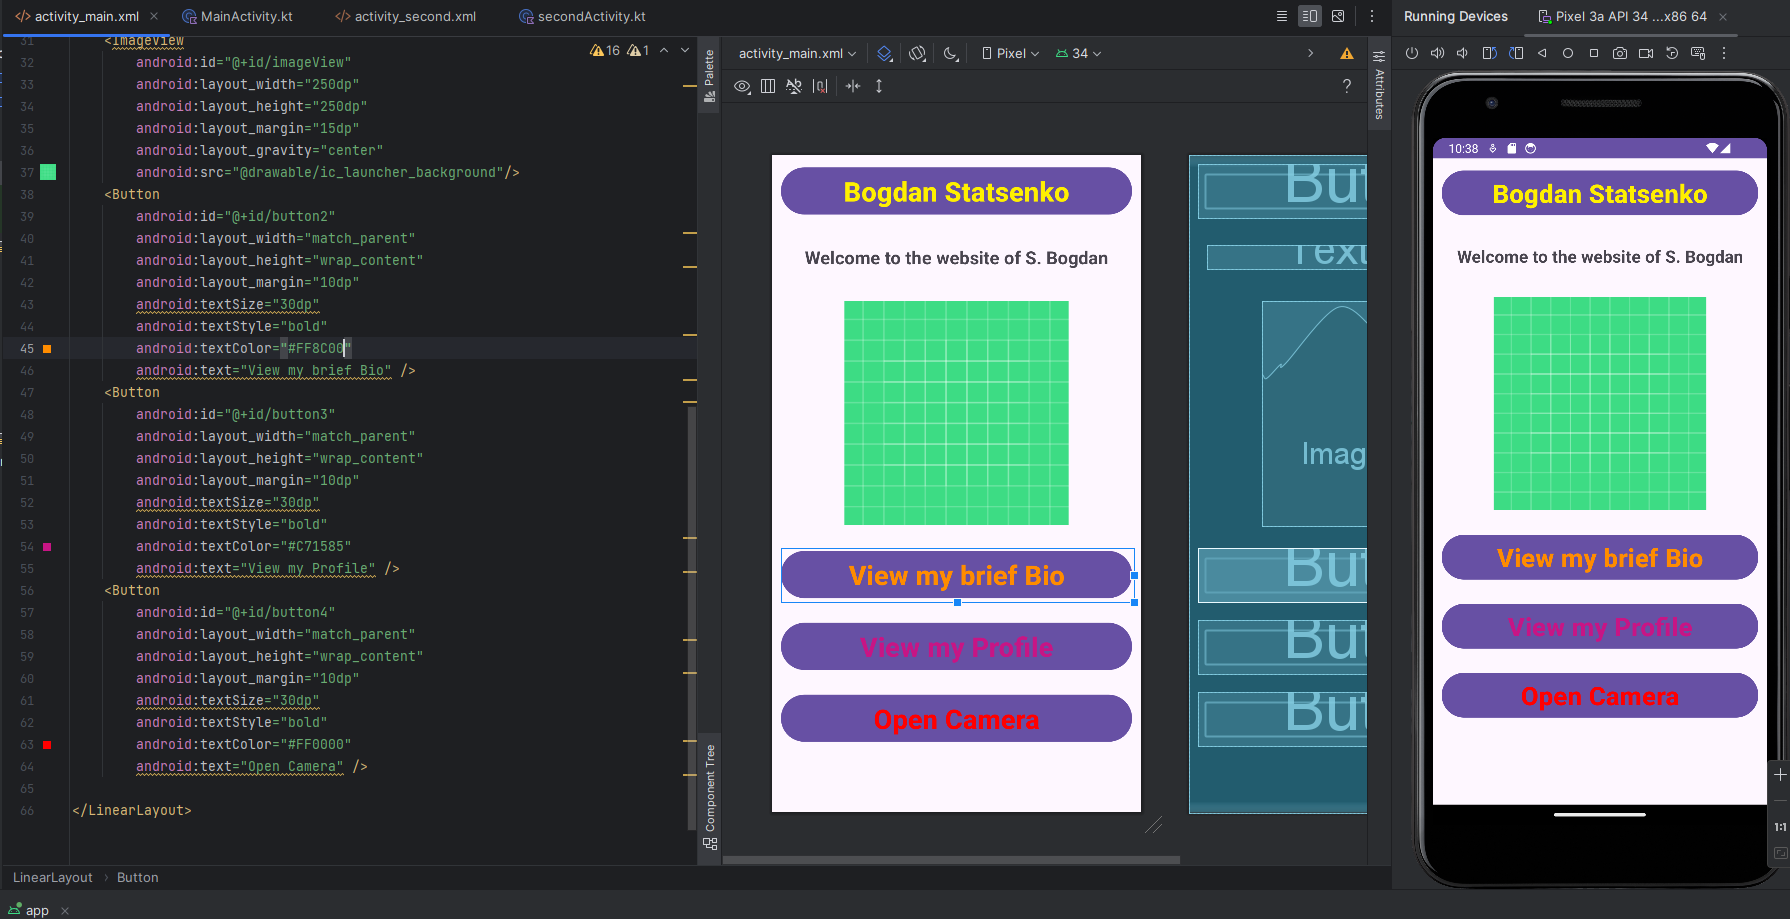 activity_main.xml
MainActivity.kt
activity_second.xml
secondActivity.kt
Running Devices
Pixel 3a API 34 ...x86 64
16
1
31 <ImageView
32 android:id="@+id/imageView"
33 android:layout_width="250dp"
34 android:layout_height="250dp"
35 android:layout_margin="15dp"
36 android:layout_gravity="center"
37 android:src="@drawable/ic_launcher_background"/>
38 <Button
39 android:id="@+id/button2"
40 android:layout_width="match_parent"
41 android:layout_height="wrap_content"
42 android:layout_margin="10dp"
43 android:textSize="30dp"
44 android:textStyle="bold"
45 android:textColor="#FF8C00"
46 android:text="View my brief Bio" />
47 <Button
48 android:id="@+id/button3"
49 android:layout_width="match_parent"
50 android:layout_height="wrap_content"
51 android:layout_margin="10dp"
52 android:textSize="30dp"
53 android:textStyle="bold"
54 android:textColor="#C71585"
55 android:text="View my Profile" />
56 <Button
57 android:id="@+id/button4"
58 android:layout_width="match_parent"
59 android:layout_height="wrap_content"
60 android:layout_margin="10dp"
61 android:textSize="30dp"
62 android:textStyle="bold"
63 android:textColor="#FF0000"
64 android:text="Open Camera" />
65
66 </LinearLayout>
LinearLayout > Button
app
Palette
Component Tree
activity_main.xml
Pixel
34
?
Attributes
Bogdan Statsenko
Welcome to the website of S. Bogdan
View my brief Bio
View my Profile
Open Camera
But
Text
Imag
But
But
But
10:38
Bogdan Statsenko
Welcome to the website of S. Bogdan
View my brief Bio
View my Profile
Open Camera
1:1